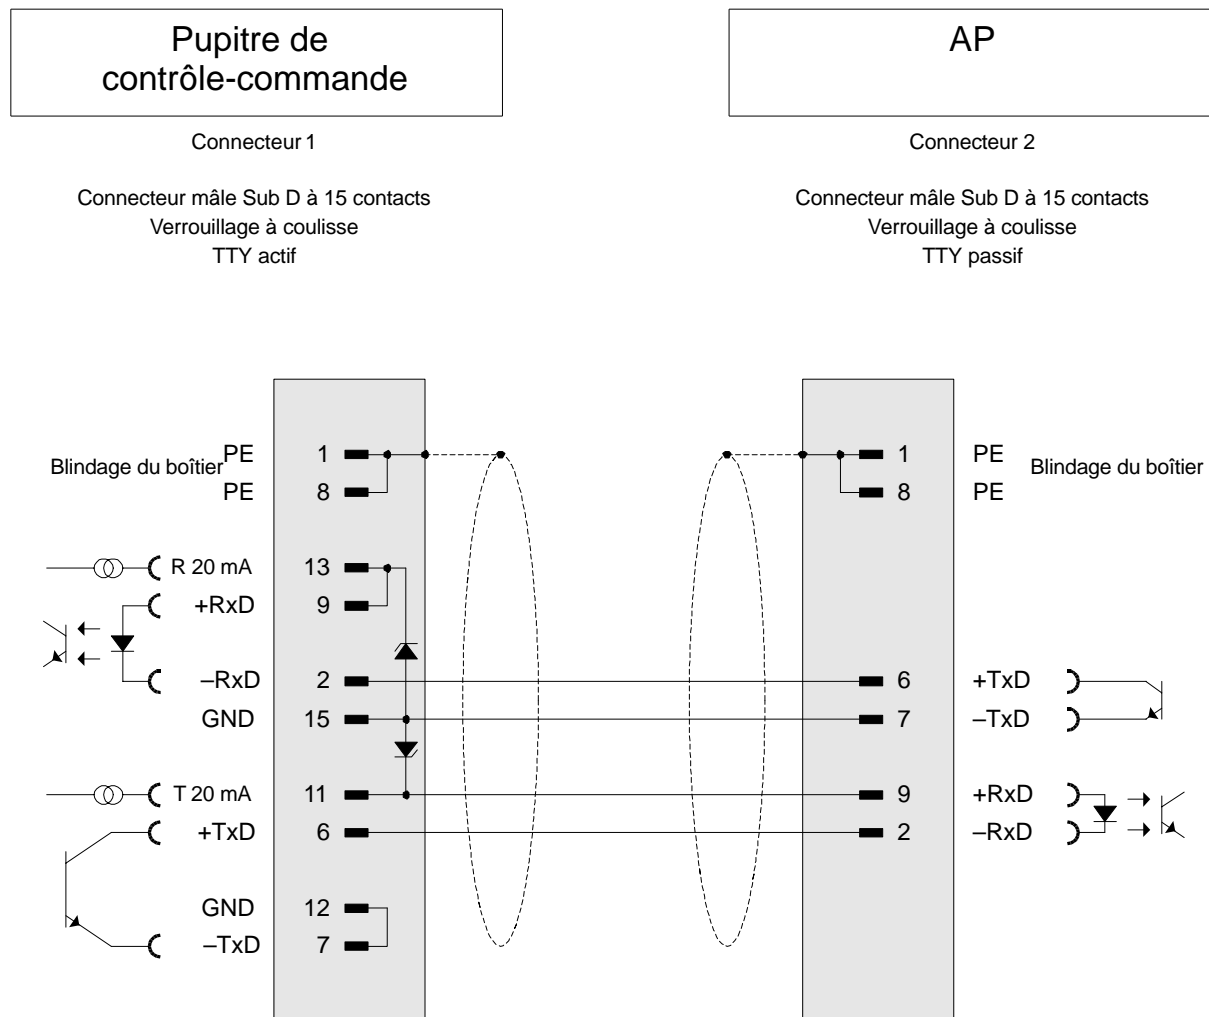 Pupitre de
contrôle-commande
AP
Connecteur 1
Connecteur 2
Connecteur mâle Sub D à 15 contacts
Verrouillage à coulisse
TTY actif
Connecteur mâle Sub D à 15 contacts
Verrouillage à coulisse
TTY passif
Blindage du boîtier
PE 1
PE 8
R 20 mA 13
+RxD 9
–RxD 2
GND 15
T 20 mA 11
+TxD 6
GND 12
–TxD 7
1 PE
8 PE
Blindage du boîtier
6 +TxD
7 –TxD
9 +RxD
2 –RxD